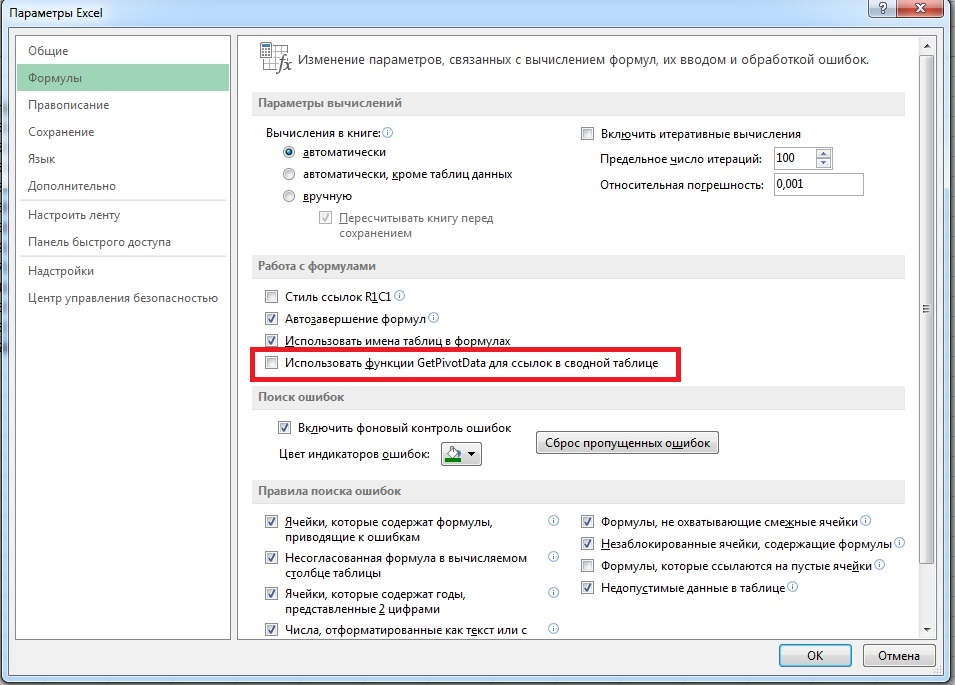 Параметры Excel
Общие
Формулы
Правописание
Сохранение
Язык
Дополнительно
Настроить ленту
Панель быстрого доступа
Надстройки
Центр управления безопасностью
Изменение параметров, связанных с вычислением формул, их вводом и обработкой ошибок.
Параметры вычислений
Вычисления в книге:
автоматически
автоматически, кроме таблиц данных
вручную
Пересчитывать книгу перед
сохранением
Включить итеративные вычисления
Предельное число итераций: 100
Относительная погрешность: 0,001
Работа с формулами
Стиль ссылок R1C1
Автозавершение формул
Использовать имена таблиц в формулах
Использовать функции GetPivotData для ссылок в сводной таблице
Поиск ошибок
Включить фоновый контроль ошибок
Цвет индикаторов ошибок:
Сброс пропущенных ошибок
Правила поиска ошибок
Ячейки, которые содержат формулы,
приводящие к ошибкам
Несогласованная формула в вычисляемом
столбце таблицы
Ячейки, которые содержат годы,
представленные 2 цифрами
Числа, отформатированные как текст или с
Формулы, не охватывающие смежные ячейки
Незаблокированные ячейки, содержащие формулы
Формулы, которые ссылаются на пустые ячейки
Недопустимые данные в таблице
ОК
Отмена